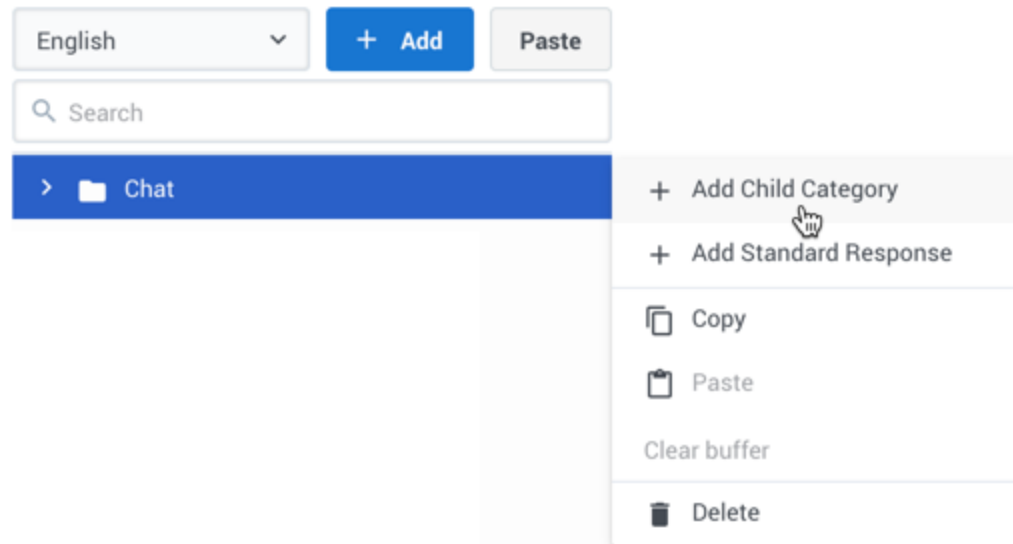 English
+ Add
Paste
Search
Chat
+ Add Child Category
+ Add Standard Response
Copy
Paste
Clear buffer
Delete